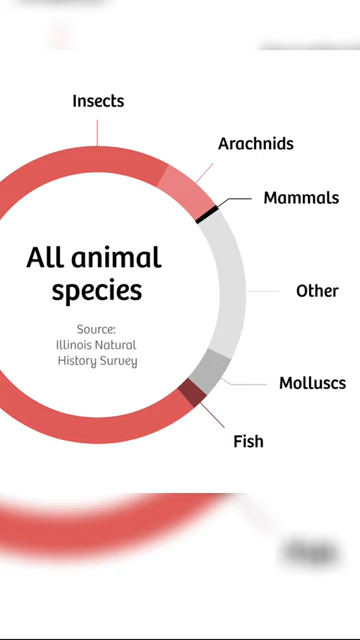 Insects
Arachnids
Mammals
All animal
species
Other
Source:
Illinois Natural
History Survey
Molluscs
Fish